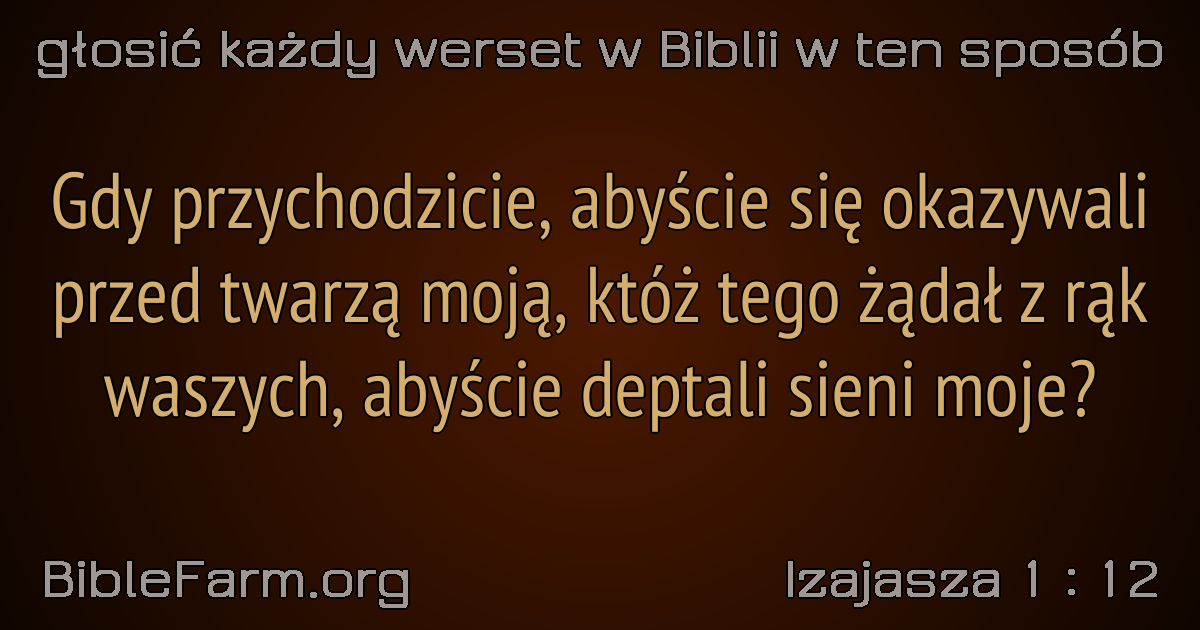 głosić każdy werset w Biblii w ten sposób
Gdy przychodzicie, abyście się okazywali
przed twarzą moją, któż tego żądał z rąk
waszych, abyście deptali sieni moje?
BibleFarm.org
Izajasza 1 : 12